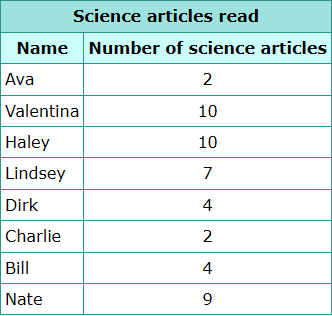 Science articles read
Name Number of science articles
Ava 2
Valentina 10
Haley 10
Lindsey 7
Dirk 4
Charlie 2
Bill 4
Nate 9